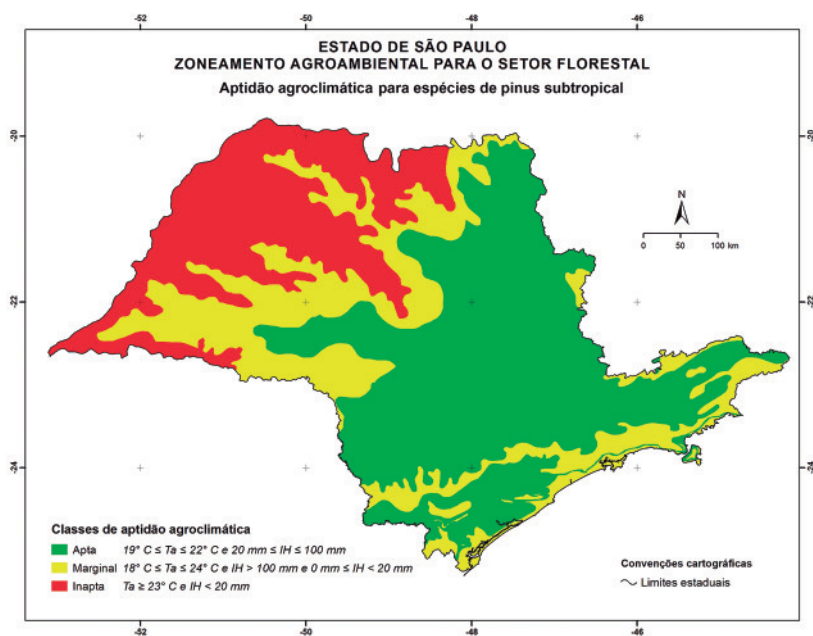 ESTADO DE SÃO PAULO
ZONEAMENTO AGROAMBIENTAL PARA O SETOR FLORESTAL
Aptidão agroclimática para espécies de pinus subtropical
-52 -50 -48 -46
-20 -20
N
0 50 100 km
-22 -22
-24 -24
Classes de aptidão agroclimática
Apta 19° C ≤ Ta ≤ 22° C e 20 mm ≤ IH ≤ 100 mm
Marginal 18° C ≤ Ta ≤ 24° C e IH > 100 mm e 0 mm ≤ IH < 20 mm
Inapta Ta ≥ 23° C e IH < 20 mm
Convenções cartográficas
Limites estaduais
-52 -50 -48 -46